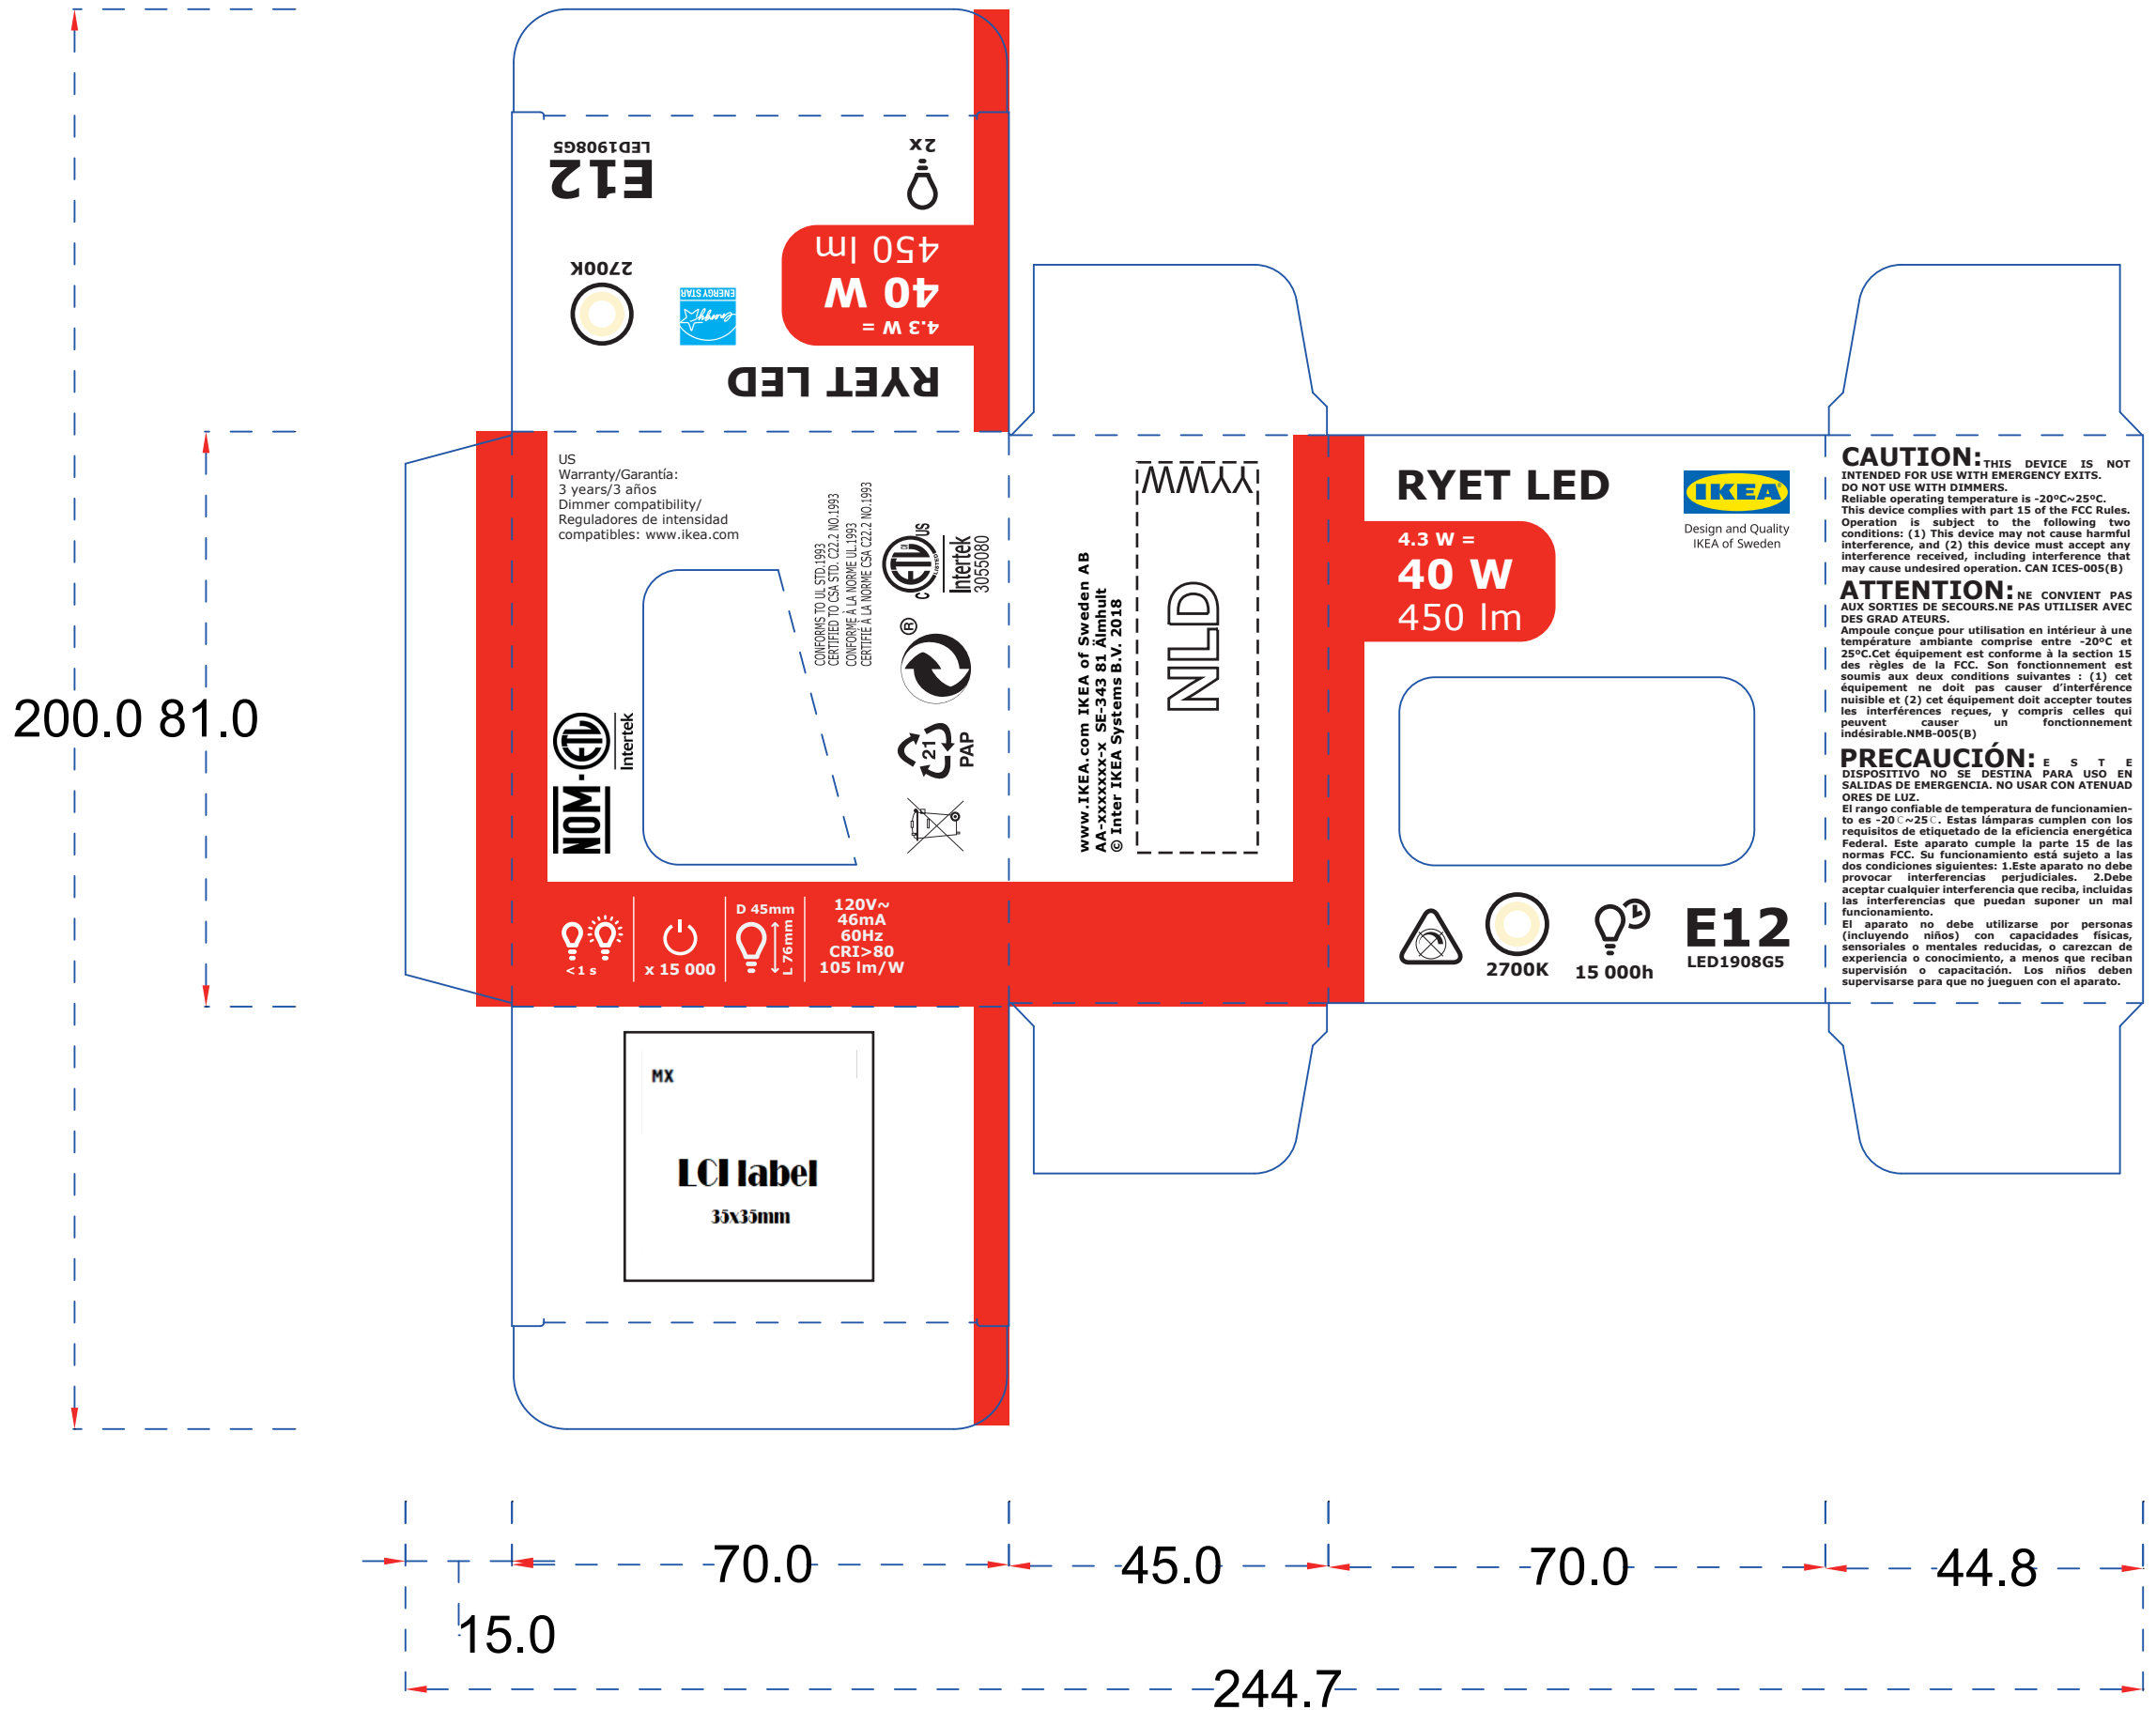 LED1908G5
E12
2x
2700K
ENERGY STAR
energy
450 lm
40 W
4.3 W =
RYET LED
US
Warranty/Garantía:
3 years/3 años
Dimmer compatibility/
Reguladores de intensidad
compatibles: www.ikea.com
CONFORMS TO UL STD.1993
CERTIFIED TO CSA STD. C22.2 NO.1993
CONFORME À LA NORME UL.1993
CERTIFIÉ À LA NORME CSA C22.2 NO.1993
C ETL US
LISTED
Intertek
3055080
®
21
PAP
NOM-ETL
Intertek
<1 s
x 15 000
D 45mm
L 76mm
120V~
46mA
60Hz
CRI>80
105 lm/W
www.IKEA.com IKEA of Sweden AB
AA-xxxxxxx-x SE-343 81 Älmhult
© Inter IKEA Systems B.V. 2018
YYWW
NLD
RYET LED
IKEA®
Design and Quality
IKEA of Sweden
4.3 W =
40 W
450 lm
2700K
15 000h
E12
LED1908G5
CAUTION: THIS DEVICE IS NOT
INTENDED FOR USE WITH EMERGENCY EXITS.
DO NOT USE WITH DIMMERS.
Reliable operating temperature is -20ºC~25ºC.
This device complies with part 15 of the FCC Rules.
Operation is subject to the following two
conditions: (1) This device may not cause harmful
interference, and (2) this device must accept any
interference received, including interference that
may cause undesired operation. CAN ICES-005(B)
ATTENTION: NE CONVIENT PAS
AUX SORTIES DE SECOURS.NE PAS UTILISER AVEC
DES GRAD ATEURS.
Ampoule conçue pour utilisation en intérieur à une
température ambiante comprise entre -20ºC et
25ºC.Cet équipement est conforme à la section 15
des règles de la FCC. Son fonctionnement est
soumis aux deux conditions suivantes : (1) cet
équipement ne doit pas causer d'interférence
nuisible et (2) cet équipement doit accepter toutes
les interférences reçues, y compris celles qui
peuvent causer un fonctionnement
indésirable.NMB-005(B)
PRECAUCIÓN: E S T E
DISPOSITIVO NO SE DESTINA PARA USO EN
SALIDAS DE EMERGENCIA. NO USAR CON ATENUAD
ORES DE LUZ.
El rango confiable de temperatura de funcionamien-
to es -20℃~25℃. Estas lámparas cumplen con los
requisitos de etiquetado de la eficiencia energética
Federal. Este aparato cumple la parte 15 de las
normas FCC. Su funcionamiento está sujeto a las
dos condiciones siguientes: 1.Este aparato no debe
provocar interferencias perjudiciales. 2.Debe
aceptar cualquier interferencia que reciba, incluidas
las interferencias que puedan suponer un mal
funcionamiento.
El aparato no debe utilizarse por personas
(incluyendo niños) con capacidades físicas,
sensoriales o mentales reducidas, o carezcan de
experiencia o conocimiento, a menos que reciban
supervisión o capacitación. Los niños deben
supervisarse para que no jueguen con el aparato.
MX
LCI label
35x35mm
200.0
81.0
70.0
45.0
70.0
44.8
15.0
244.7